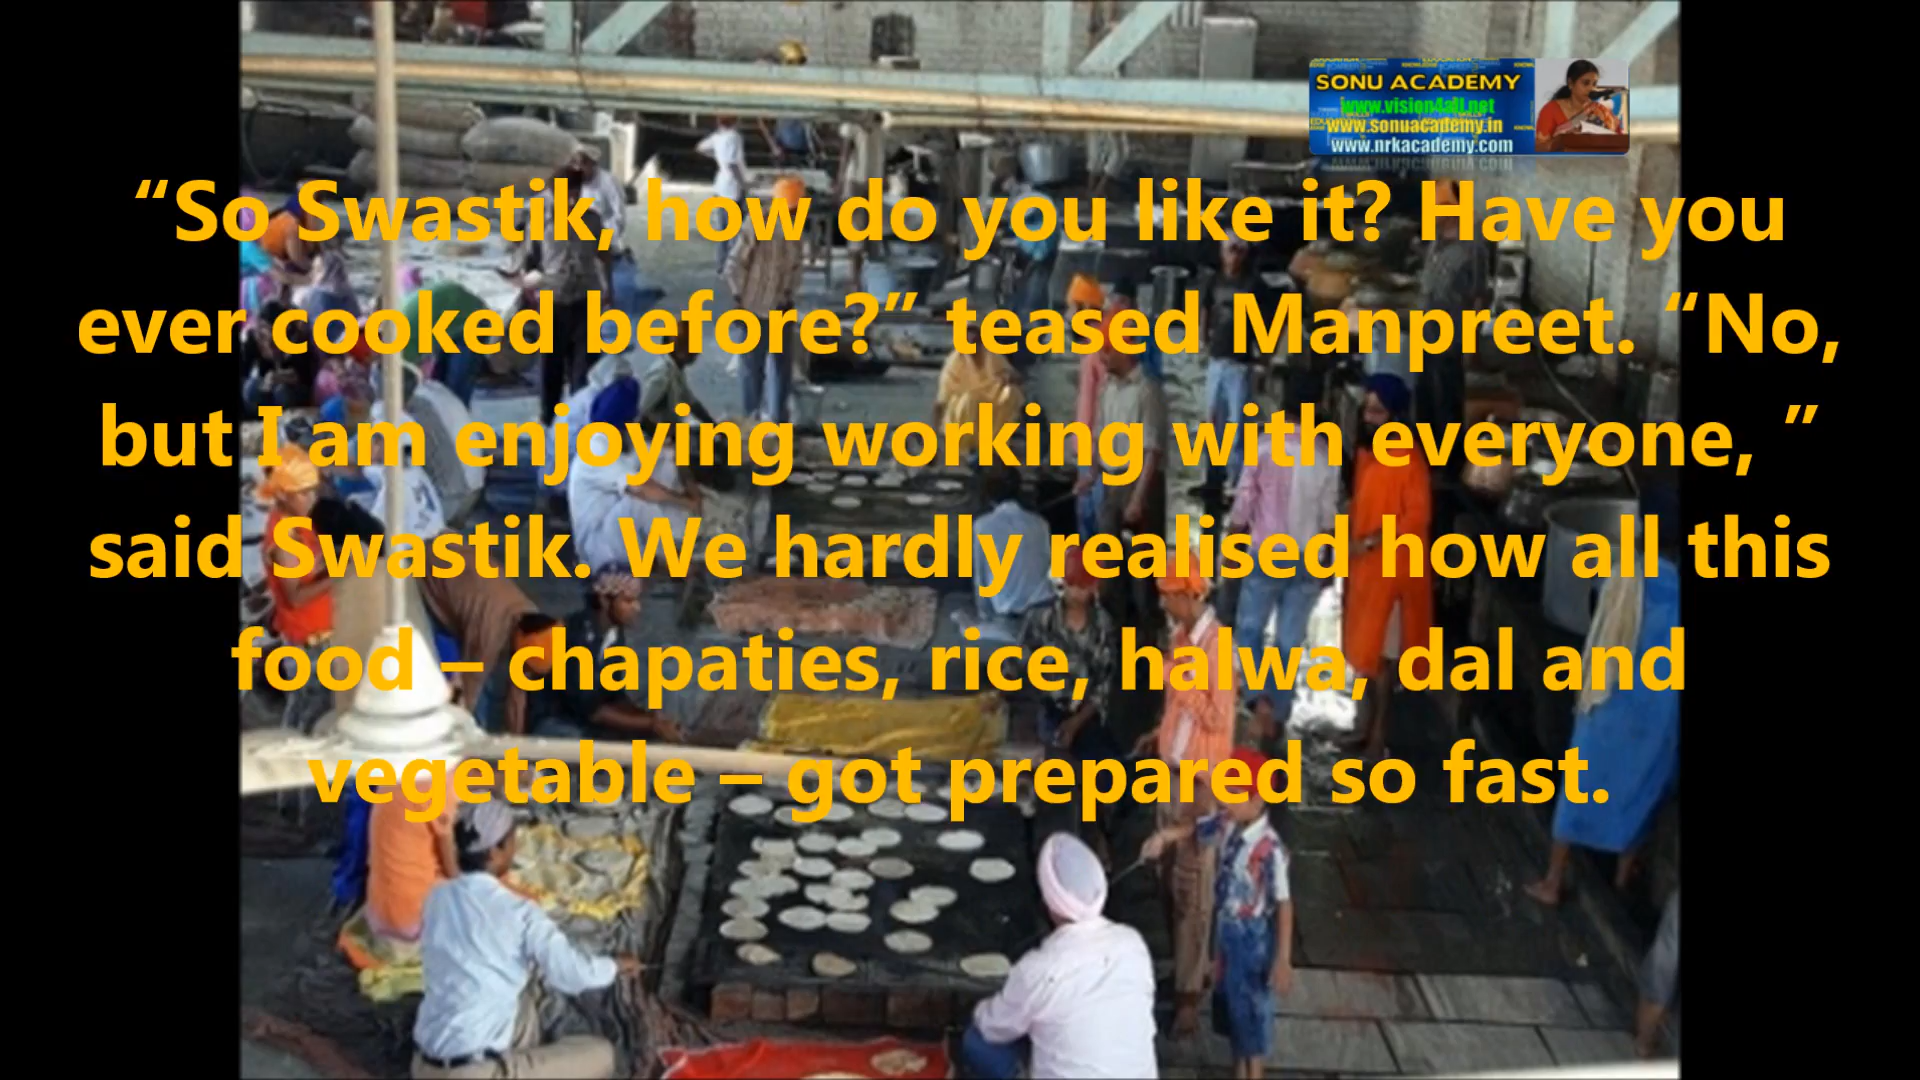 SONU ACADEMY
www.vision4all.net
www.sonuacademy.in
www.nrkacademy.com
“So Swastik, how do you like it? Have you
ever cooked before?” teased Manpreet. “No,
but I am enjoying working with everyone, ”
said Swastik. We hardly realised how all this
food – chapaties, rice, halwa, dal and
vegetable – got prepared so fast.